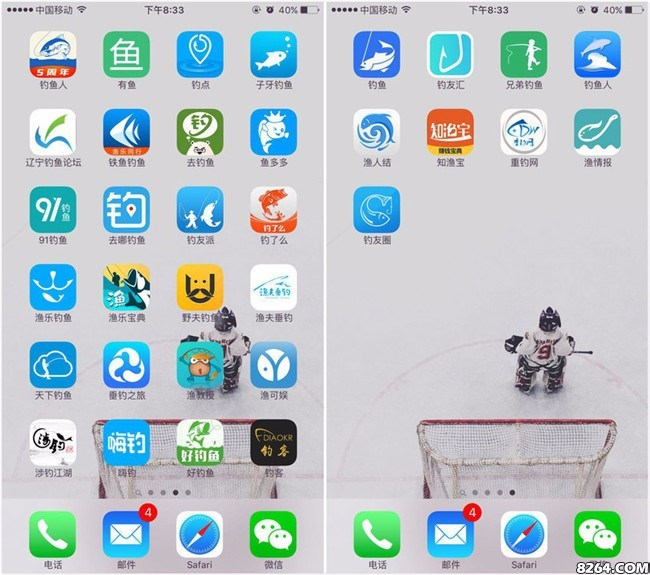 中国移动 下午8:33 40%
5周年
鱼
钓鱼人 有鱼 钓点 子牙钓鱼
渔乐同行
钓
辽宁钓鱼论坛 铁鱼钓鱼 去钓鱼 鱼多多
91钓鱼
钓
钓了么
91钓鱼 去哪钓鱼 钓友派 钓了么
渔
渔夫垂钓
渔乐钓鱼 渔乐宝典 野夫钓鱼 渔夫垂钓
天下钓鱼 垂钓之旅 渔教授 渔可娱
嗨钓
好钓鱼
DIAOKR
钓客
涉钓江湖 嗨钓 好钓鱼 钓客
4
电话 邮件 Safari 微信
中国移动 下午8:33 40%
钓鱼 钓友汇 兄弟钓鱼 钓鱼人
知渔宝
赚钱宝典
DW
重钓网
渔人结 知渔宝 重钓网 渔情报
钓友圈
4
电话 邮件 Safari
8264.COM